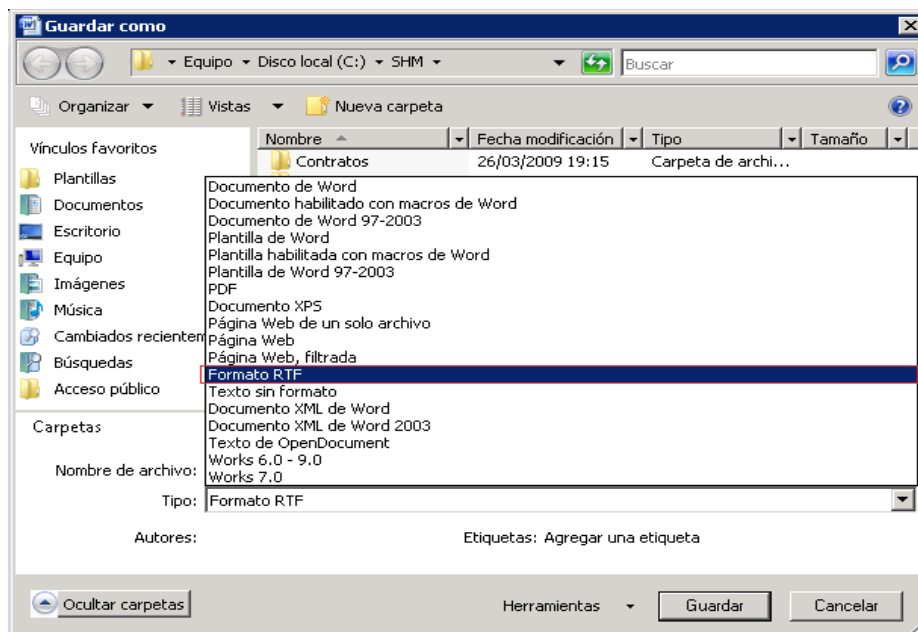 Guardar como
Equipo Disco local (C:) SHM Buscar
Organizar Vistas Nueva carpeta
Vínculos favoritos
Nombre Fecha modificación Tipo Tamaño
Contratos 26/03/2009 19:15 Carpeta de archi...
Plantillas
Documentos
Escritorio
Equipo
Imágenes
Música
Cambiados recientem
Búsquedas
Acceso público
Carpetas
Documento de Word
Documento habilitado con macros de Word
Documento de Word 97-2003
Plantilla de Word
Plantilla habilitada con macros de Word
Plantilla de Word 97-2003
PDF
Documento XPS
Página Web de un solo archivo
Página Web
Página Web, filtrada
Formato RTF
Texto sin formato
Documento XML de Word
Documento XML de Word 2003
Texto de OpenDocument
Works 6.0 - 9.0
Works 7.0
Nombre de archivo:
Tipo: Formato RTF
Autores: Etiquetas: Agregar una etiqueta
Ocultar carpetas Herramientas Guardar Cancelar